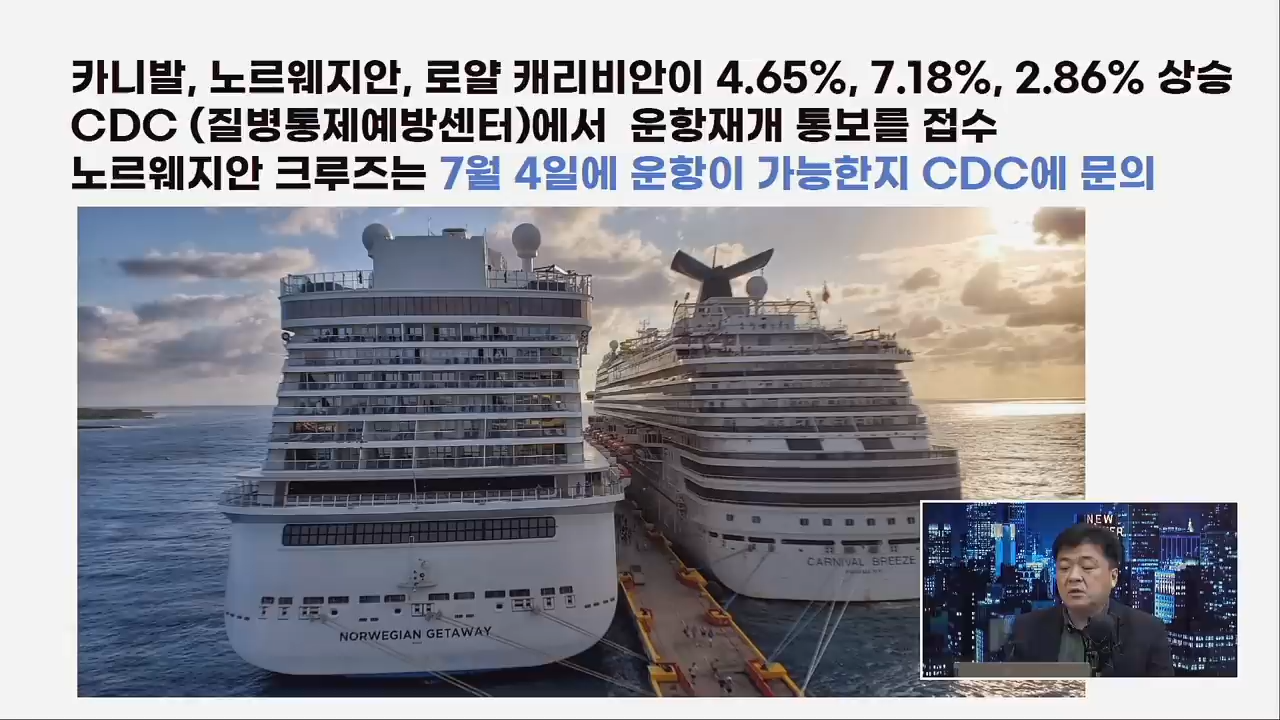 카니발, 노르웨지안, 로얄 캐리비안이 4.65%, 7.18%, 2.86% 상승
CDC (질병통제예방센터)에서 운항재개 통보를 접수
노르웨지안 크루즈는 7월 4일에 운항이 가능한지 CDC에 문의
NORWEGIAN GETAWAY
CARNIVAL BREEZE
NEW